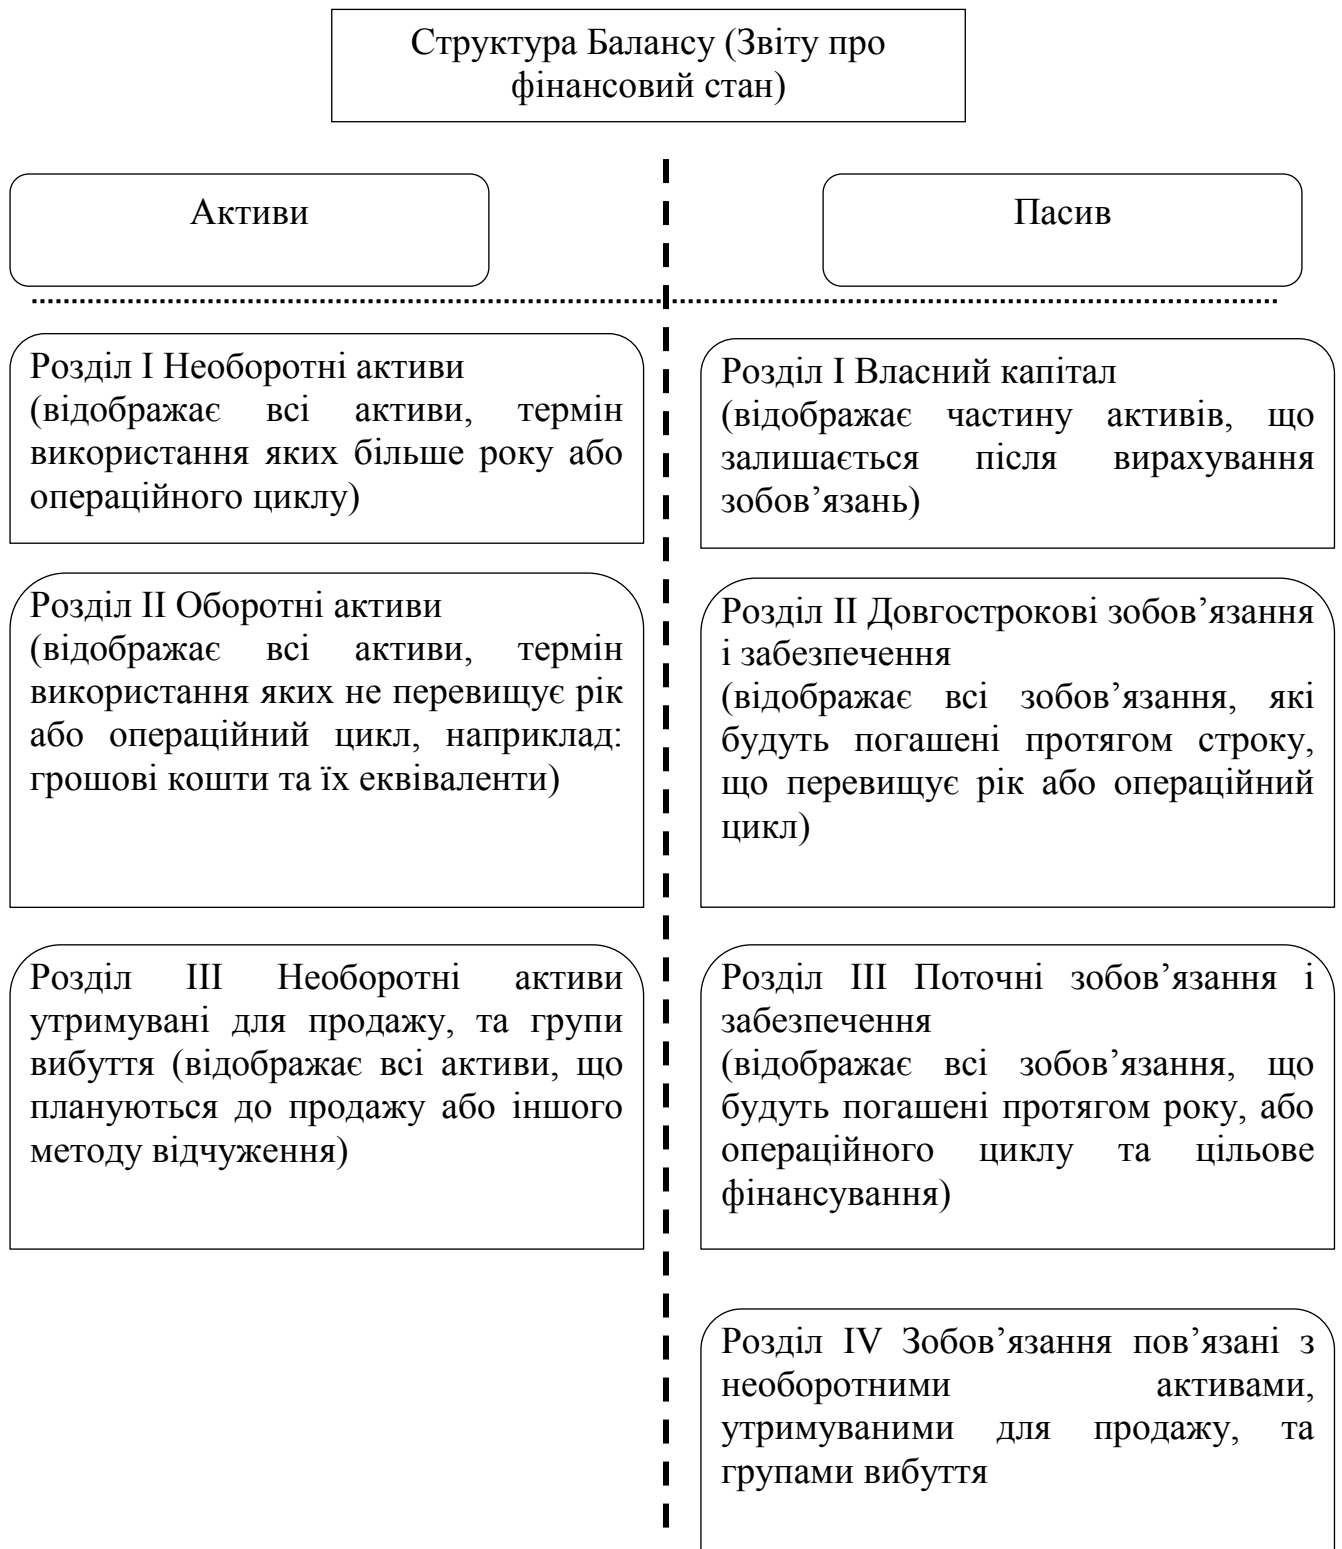 Структура Балансу (Звіту про
фінансовий стан)
Активи
Пасив
Розділ І Необоротні активи
(відображає всі активи, термін
використання яких більше року або
операційного циклу)
Розділ ІІ Оборотні активи
(відображає всі активи, термін
використання яких не перевищує рік
або операційний цикл, наприклад:
грошові кошти та їх еквіваленти)
Розділ ІІІ Необоротні активи
утримувані для продажу, та групи
вибуття (відображає всі активи, що
плануються до продажу або іншого
методу відчуження)
Розділ І Власний капітал
(відображає частину активів, що
залишається після вирахування
зобов’язань)
Розділ ІІ Довгострокові зобов’язання
і забезпечення
(відображає всі зобов’язання, які
будуть погашені протягом строку,
що перевищує рік або операційний
цикл)
Розділ ІІІ Поточні зобов’язання і
забезпечення
(відображає всі зобов’язання, що
будуть погашені протягом року, або
операційного циклу та цільове
фінансування)
Розділ IV Зобов’язання пов’язані з
необоротними активами,
утримуваними для продажу, та
групами вибуття